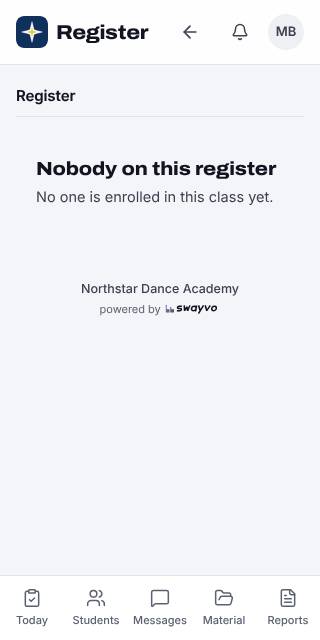 Register
MB
Register
Nobody on this register
No one is enrolled in this class yet.
Northstar Dance Academy
powered by swayvo
Today
Students
Messages
Material
Reports